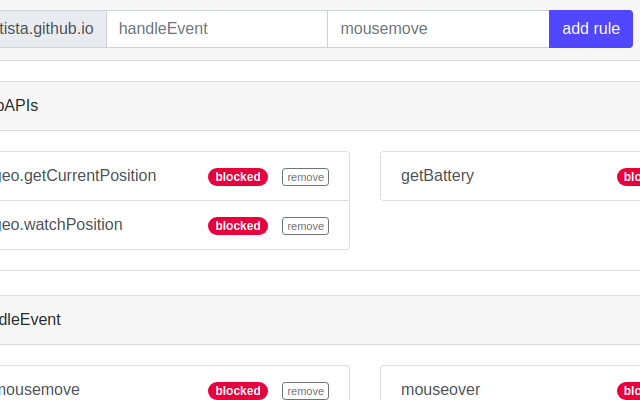 tista.github.io handleEvent mousemove add rule
pAPIs
geo.getCurrentPosition blocked remove getBattery blo
geo.watchPosition blocked remove
dleEvent
mousemove blocked remove mouseover blo